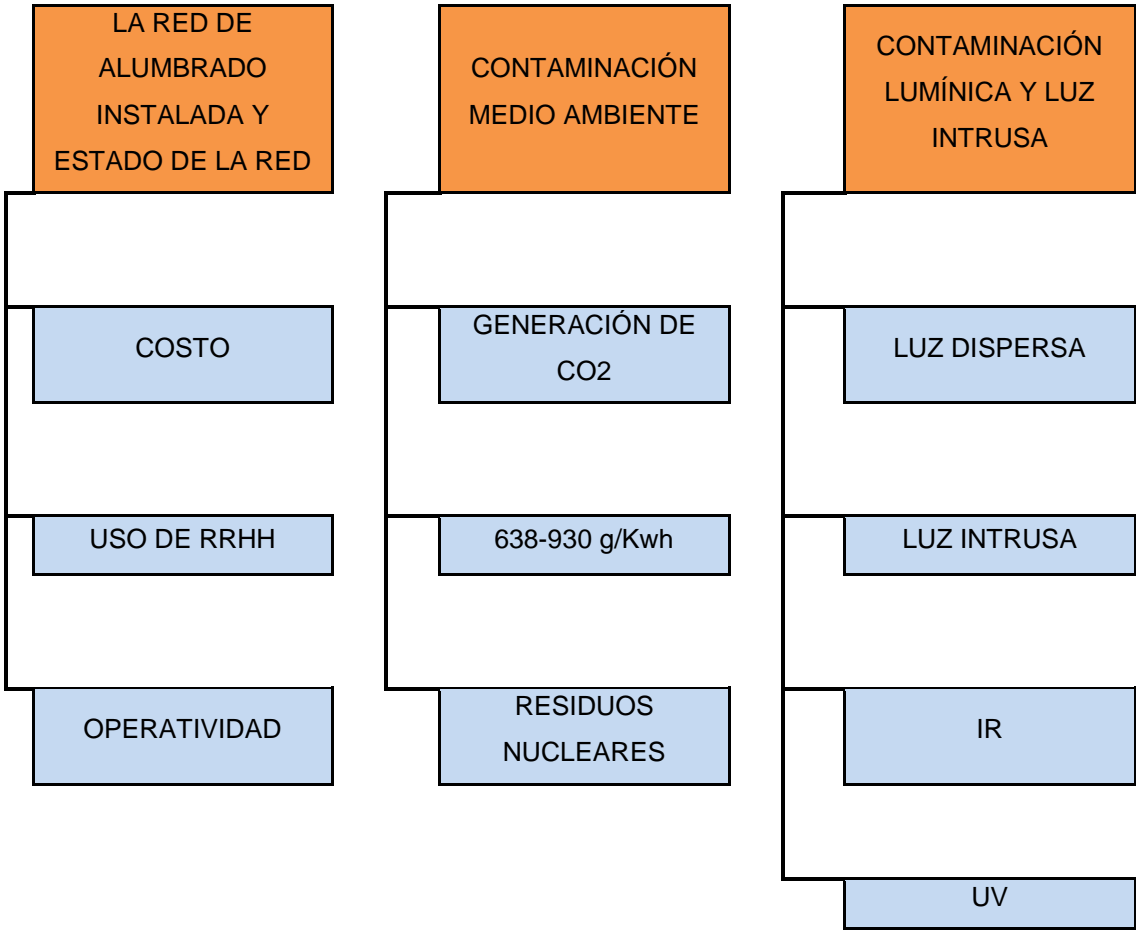 LA RED DE
ALUMBRADO
INSTALADA Y
ESTADO DE LA RED
COSTO
USO DE RRHH
OPERATIVIDAD
CONTAMINACIÓN
MEDIO AMBIENTE
GENERACIÓN DE
CO2
638-930 g/Kwh
RESIDUOS
NUCLEARES
CONTAMINACIÓN
LUMÍNICA Y LUZ
INTRUSA
LUZ DISPERSA
LUZ INTRUSA
IR
UV